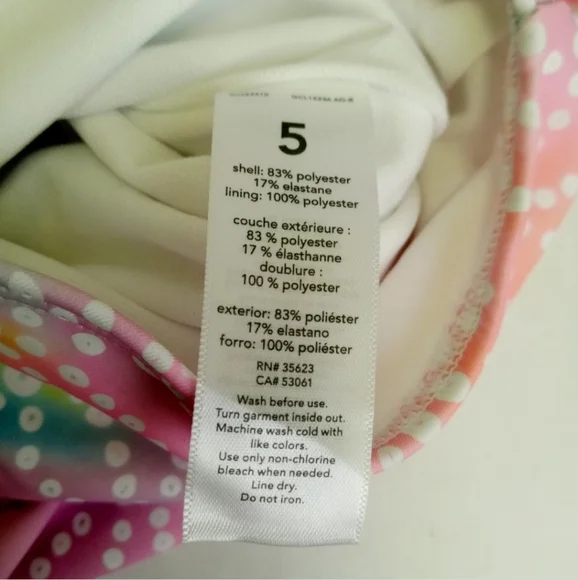 5
shell: 83% polyester
17% elastane
lining: 100% polyester
couche extérieure :
83 % polyester
17 % élasthanne
doublure :
100 % polyester
exterior: 83% poliéster
17% elastano
forro: 100% poliéster
RN# 35623
CA# 53061
Wash before use.
Turn garment inside out.
Machine wash cold with
like colors.
Use only non-chlorine
bleach when needed.
Line dry.
Do not iron.